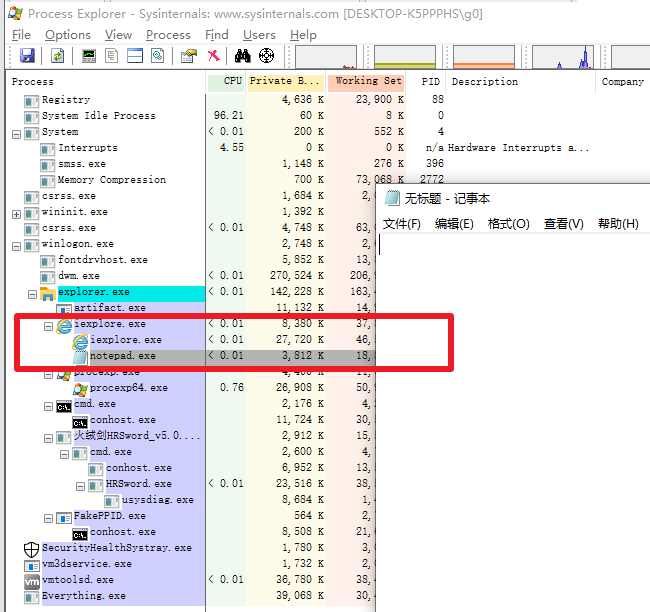 Process Explorer - Sysinternals: www.sysinternals.com [DESKTOP-K5PPPHS\g0]
File Options View Process Find Users Help
Process CPU Private B... Working Set PID Description Company
Registry 4,636 K 23,900 K 88
System Idle Process 96.21 60 K 8 K 0
System < 0.01 200 K 552 K 4
Interrupts 4.55 0 K 0 K n/a Hardware Interrupts a...
smss.exe 1,148 K 276 K 396
Memory Compression 700 K 73,068 K 2772
csrss.exe 1,684 K 2,
wininit.exe 1,392 K
csrss.exe < 0.01 4,748 K 63,
winlogon.exe 2,748 K 2,
fontdrvhost.exe 5,852 K 13,
dwm.exe < 0.01 270,524 K 206,
explorer.exe < 0.01 142,228 K 163,
artifact.exe 11,132 K 14,
iexplore.exe < 0.01 8,380 K 37,
iexplore.exe < 0.01 27,720 K 46,
notepad.exe < 0.01 3,812 K 18,
procexp.exe
procexp64.exe 0.76 26,908 K 50,
cmd.exe 2,176 K 4,
conhost.exe 11,724 K 30,
火绒剑HRSword_v5.0.... 2,912 K 15,
cmd.exe 2,600 K 4,
conhost.exe 6,952 K 13,
HRSword.exe < 0.01 23,516 K 38,
usysdiag.exe 8,684 K 1,
FakePPID.exe 564 K 2,
conhost.exe 8,508 K 21,
SecurityHealthSystray.exe 1,780 K 3,
vm3dservice.exe 1,732 K 2,
vmtoolsd.exe < 0.01 36,780 K 38,
Everything.exe 39,068 K 30,
无标题 - 记事本
文件(F) 编辑(E) 格式(O) 查看(V) 帮助(H)